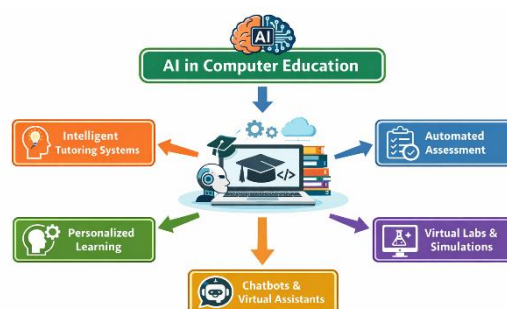 AI
AI in Computer Education
Intelligent
Tutoring Systems
Automated
Assessment
</>
Personalized
Learning
Virtual Labs &
Simulations
Chatbots &
Virtual Assistants